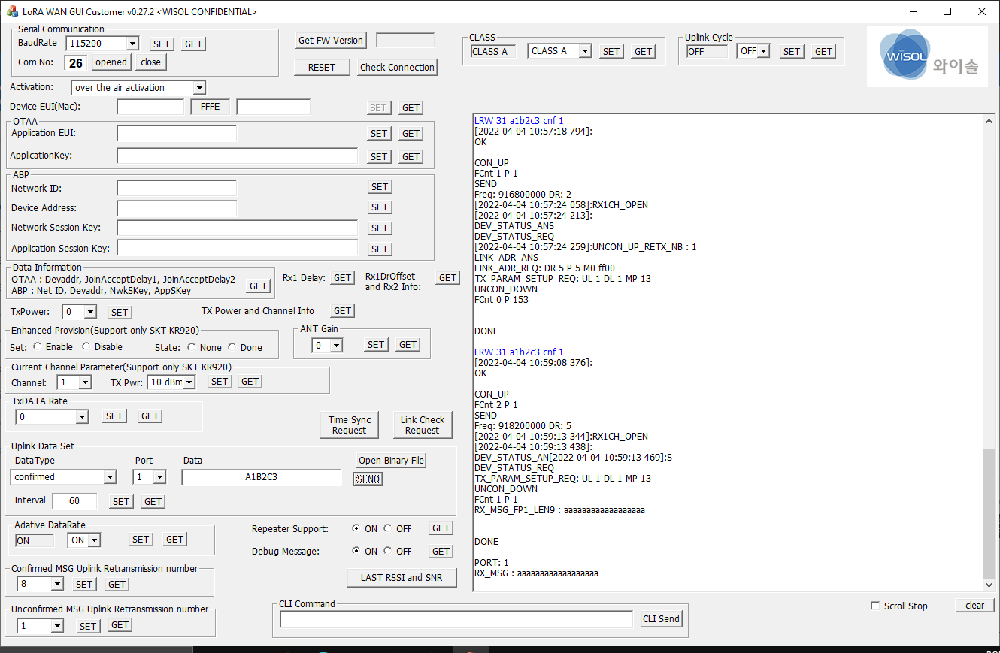 LoRA WAN GUI Customer v0.27.2 <WISOL CONFIDENTIAL>
Serial Communication
BaudRate 115200 SET GET
Com No: 26 opened close
Get FW Version
RESET Check Connection
CLASS
CLASS A CLASS A SET GET
Uplink Cycle
OFF OFF SET GET
WISOL 와이솔
Activation: over the air activation
Device EUI(Mac): FFFE SET GET
OTAA
Application EUI: SET GET
ApplicationKey: SET GET
ABP
Network ID: SET
Device Address: SET
Network Session Key: SET
Application Session Key: SET
Data Information
OTAA : Devaddr, JoinAcceptDelay1, JoinAcceptDelay2
ABP : Net ID, Devaddr, NwkSKey, AppSKey
GET
Rx1 Delay: GET
Rx1DrOffset
and Rx2 Info:
GET
TxPower: 0 SET
TX Power and Channel Info GET
Enhanced Provision(Support only SKT KR920)
Set: Enable Disable State: None Done
ANT Gain
0 SET GET
Current Channel Parameter(Support only SKT KR920)
Channel: 1 TX Pwr: 10 dBm SET GET
TxDATA Rate
0 SET GET
Time Sync
Request
Link Check
Request
Uplink Data Set
DataType Port Data Open Binary File
confirmed 1 A1B2C3 SEND
Interval 60 SET GET
Adative DataRate
ON ON SET GET
Repeater Support: ON OFF GET
Debug Message: ON OFF GET
Confirmed MSG Uplink Retransmission number
8 SET GET
LAST RSSI and SNR
Unconfirmed MSG Uplink Retransmission number
1 SET GET
CLI Command
CLI Send
LRW 31 a1b2c3 cnf 1
[2022-04-04 10:57:18 794]:
OK
CON_UP
FCnt 1 P 1
SEND
Freq: 916800000 DR: 2
[2022-04-04 10:57:24 058]:RX1CH_OPEN
[2022-04-04 10:57:24 213]:
DEV_STATUS_ANS
DEV_STATUS_REQ
[2022-04-04 10:57:24 259]:UNCON_UP_RETX_NB : 1
LINK_ADR_ANS
LINK_ADR_REQ: DR 5 P 5 M0 ff00
TX_PARAM_SETUP_REQ: UL 1 DL 1 MP 13
UNCON_DOWN
FCnt 0 P 153
DONE
LRW 31 a1b2c3 cnf 1
[2022-04-04 10:59:08 376]:
OK
CON_UP
FCnt 2 P 1
SEND
Freq: 918200000 DR: 5
[2022-04-04 10:59:13 344]:RX1CH_OPEN
[2022-04-04 10:59:13 438]:
DEV_STATUS_AN[2022-04-04 10:59:13 469]:S
DEV_STATUS_REQ
TX_PARAM_SETUP_REQ: UL 1 DL 1 MP 13
UNCON_DOWN
FCnt 1 P 1
RX_MSG_FP1_LEN9 : aaaaaaaaaaaaaaaaaa
DONE
PORT: 1
RX_MSG : aaaaaaaaaaaaaaaaaa
Scroll Stop clear